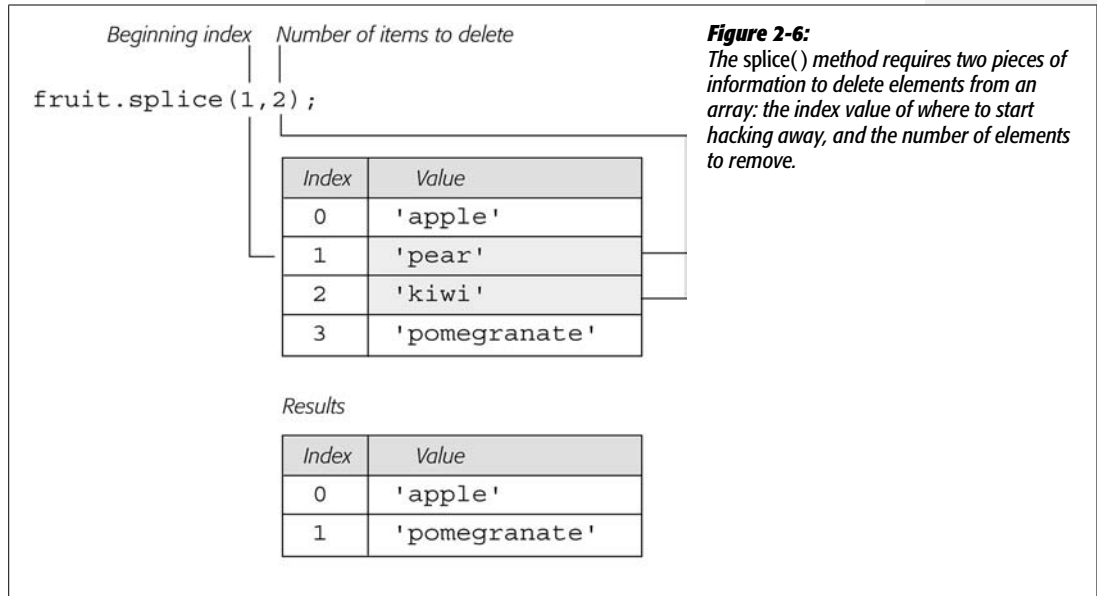 Beginning index Number of items to delete
fruit.splice(1,2);
Index Value
0 'apple'
1 'pear'
2 'kiwi'
3 'pomegranate'
Results
Index Value
0 'apple'
1 'pomegranate'
Figure 2-6:
The splice( ) method requires two pieces of
information to delete elements from an
array: the index value of where to start
hacking away, and the number of elements
to remove.